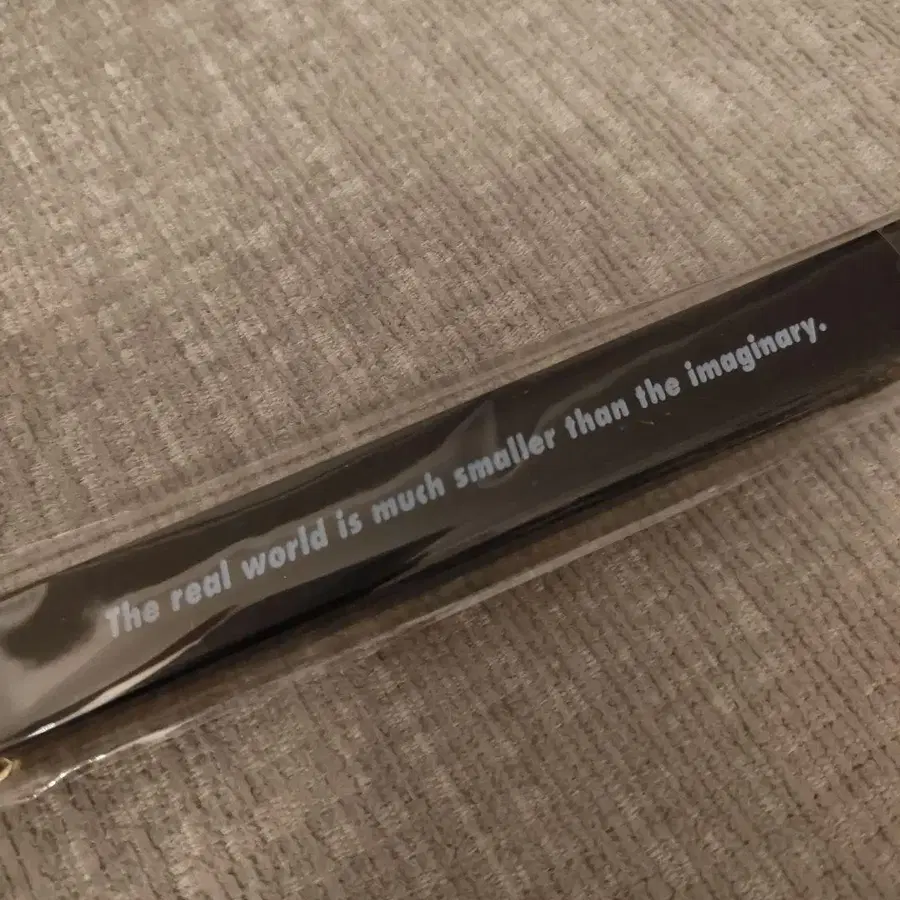 The real world is much smaller than the imaginary.